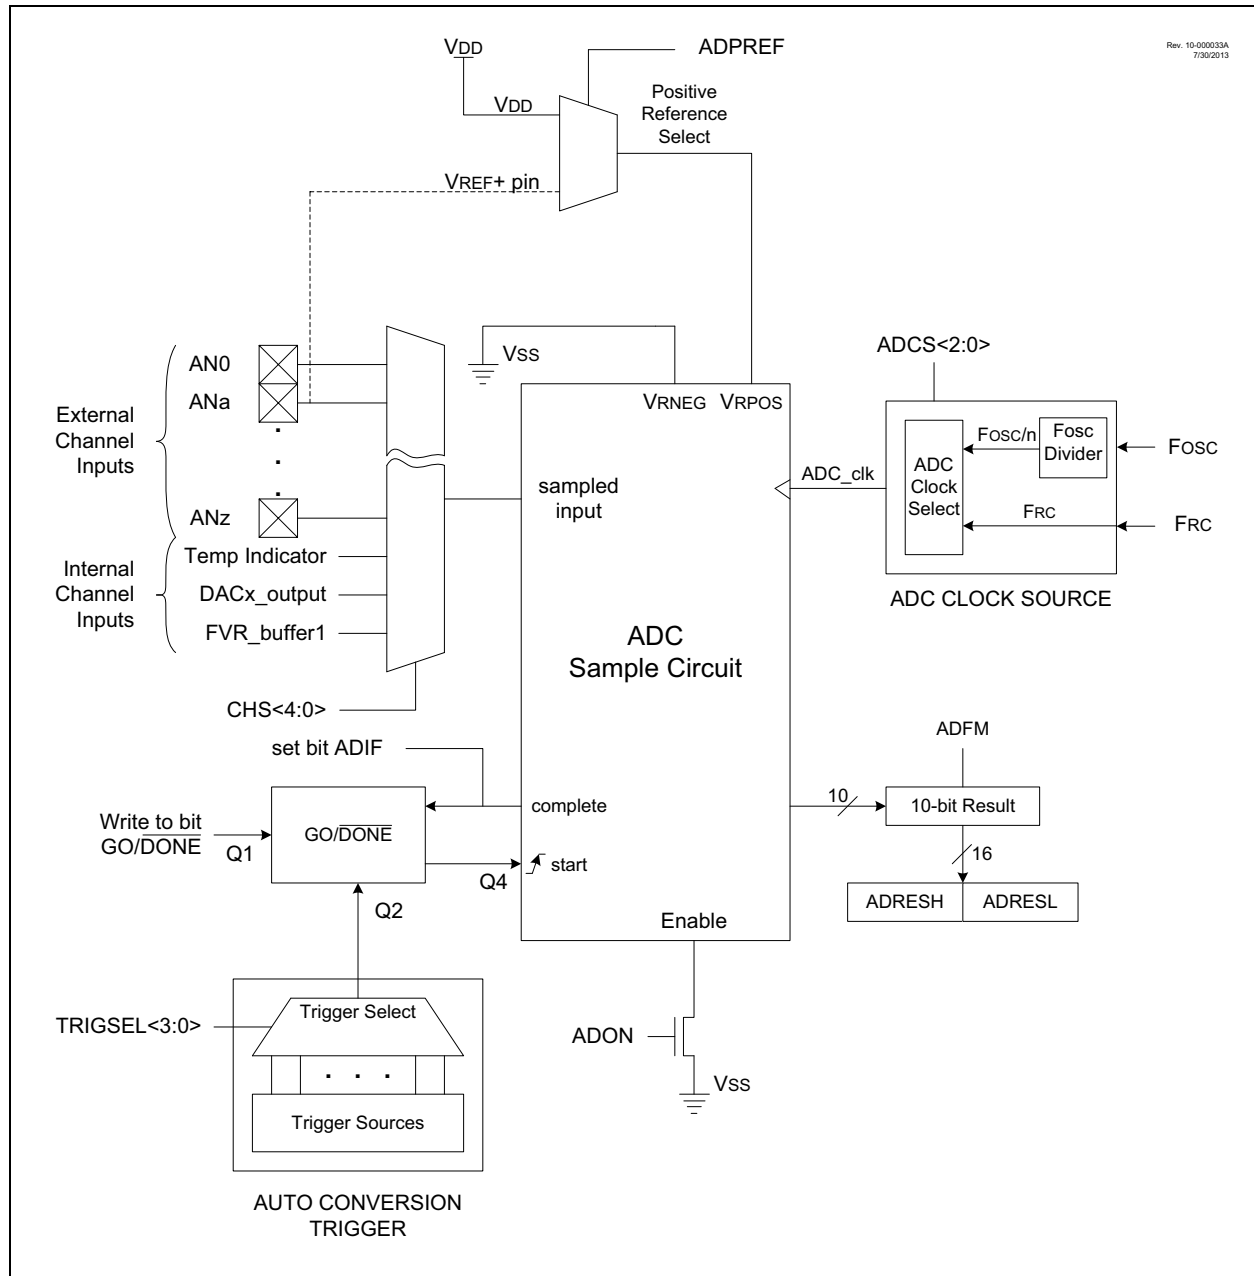 Rev. 10-000033A
7/30/2013
VDD
ADPREF
VDD
Positive
Reference
Select
VREF+ pin
VSS
ADCS<2:0>
External
Channel
Inputs
AN0
ANa
.
.
.
ANz
Internal
Channel
Inputs
Temp Indicator
DACx_output
FVR_buffer1
CHS<4:0>
VRNEG VRPOS
sampled
input
ADC_clk
ADC
Clock
Select
FOSC/n
Fosc
Divider
FOSC
FRC
FRC
ADC CLOCK SOURCE
ADC
Sample Circuit
set bit ADIF
complete
Write to bit
GO/DONE
Q1
GO/DONE
Q4
start
Q2
Enable
ADFM
10
10-bit Result
16
ADRESH ADRESL
TRIGSEL<3:0>
Trigger Select
. . .
Trigger Sources
AUTO CONVERSION
TRIGGER
ADON
VSS